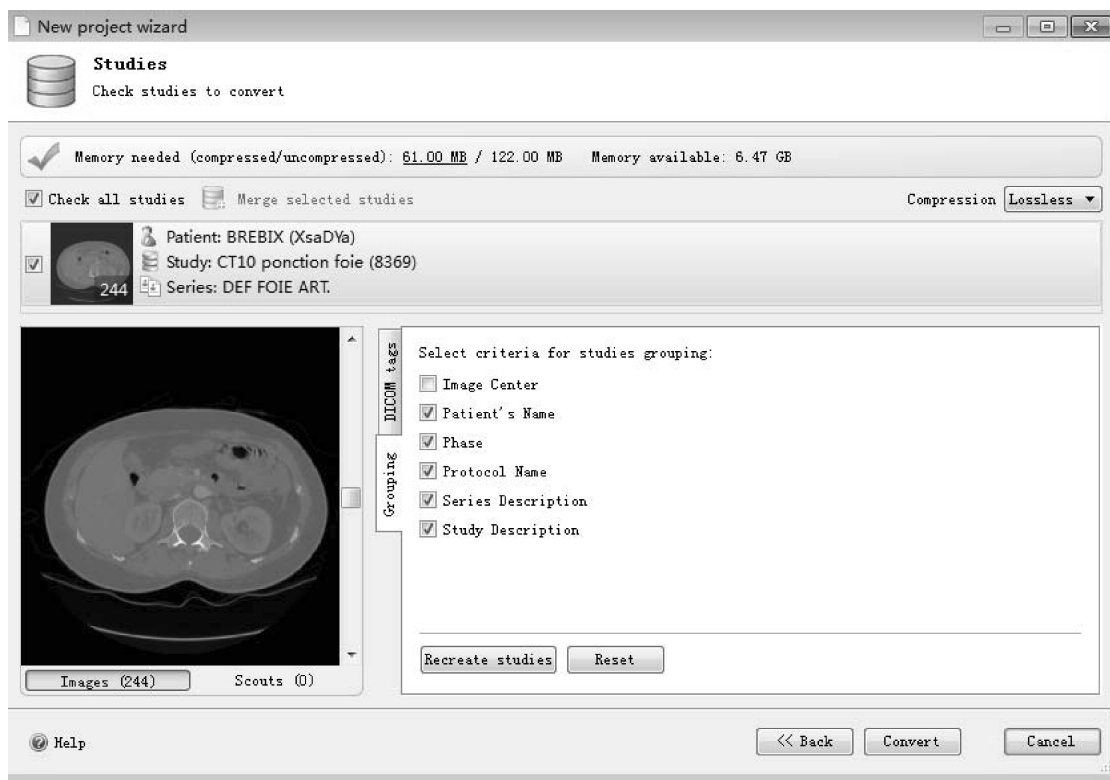 New project wizard
Studies
Check studies to convert
Memory needed (compressed/uncompressed): 61.00 MB / 122.00 MB Memory available: 6.47 GB
Check all studies Merge selected studies Compression Lossless
Patient: BREBIX (XsaDYa)
Study: CT10 ponction foie (8369)
244 Series: DEF FOIE ART.
DICOM tags
Grouping
Select criteria for studies grouping:
Image Center
Patient's Name
Phase
Protocol Name
Series Description
Study Description
Recreate studies Reset
Images (244) Scouts (0)
Help << Back Convert Cancel